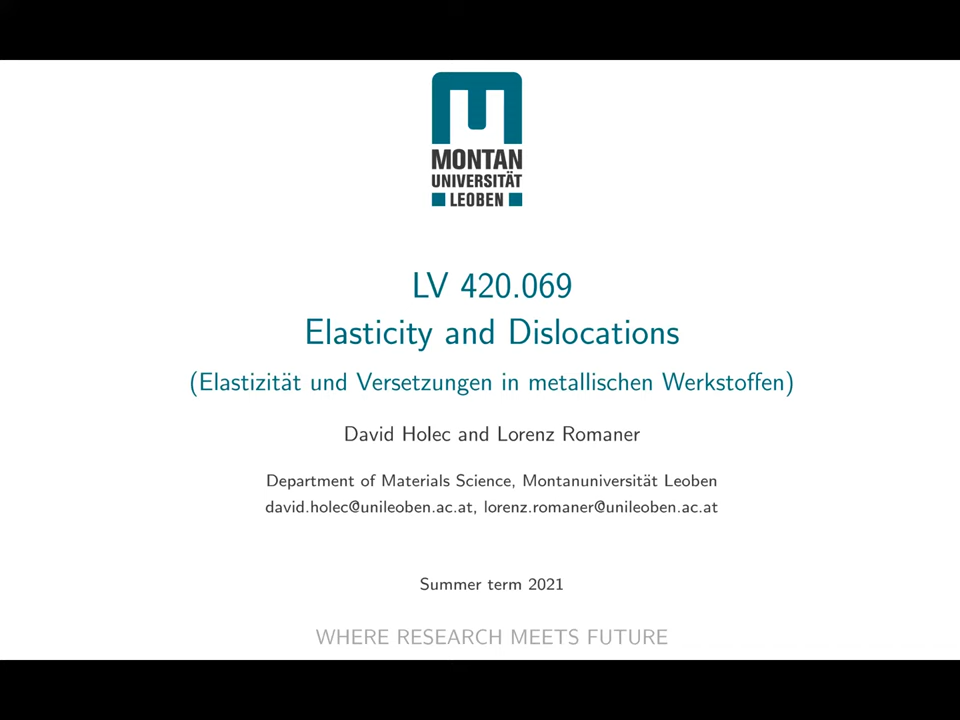 MONTAN
UNIVERSITÄT
LEOBEN
LV 420.069
Elasticity and Dislocations
(Elastizität und Versetzungen in metallischen Werkstoffen)
David Holec and Lorenz Romaner
Department of Materials Science, Montanuniversität Leoben
david.holec@unileoben.ac.at, lorenz.romaner@unileoben.ac.at
Summer term 2021
WHERE RESEARCH MEETS FUTURE